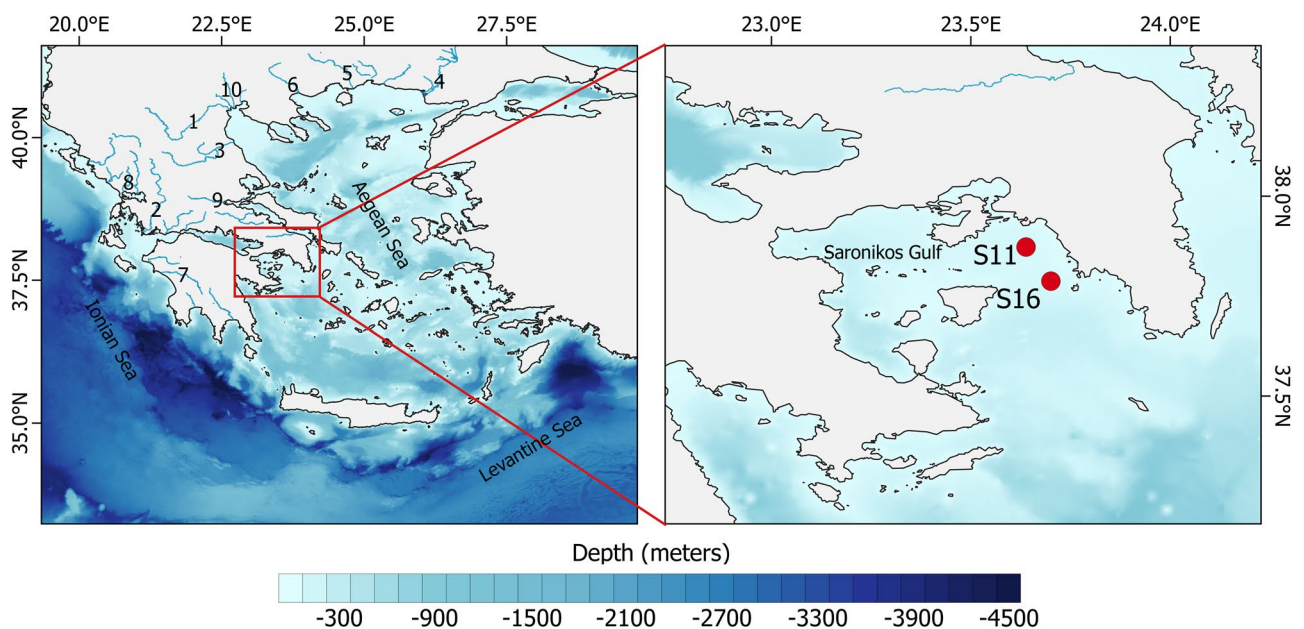 20.0°E 22.5°E 25.0°E 27.5°E
23.0°E 23.5°E 24.0°E
40.0°N
37.5°N
35.0°N
10
6
5
4
1
3
8
2
9
7
Aegean Sea
Ionian Sea
Levantine Sea
38.0°N
37.5°N
Saronikos Gulf
S11
S16
Depth (meters)
-300 -900 -1500 -2100 -2700 -3300 -3900 -4500